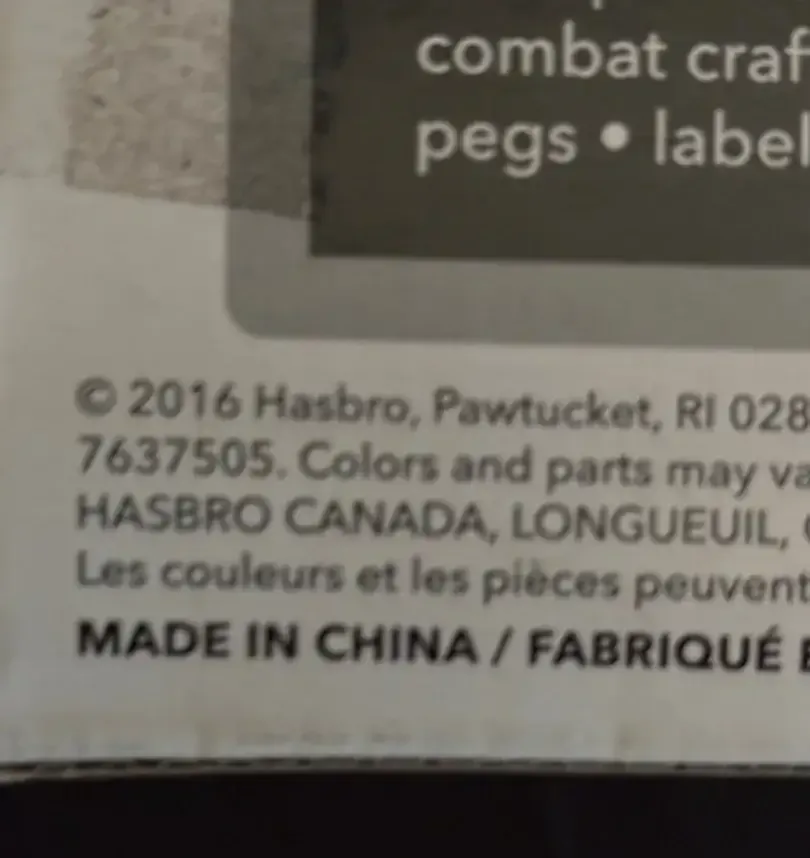 combat craf
pegs • label
© 2016 Hasbro, Pawtucket, RI 028
7637505. Colors and parts may va
HASBRO CANADA, LONGUEUIL,
Les couleurs et les pièces peuvent
MADE IN CHINA / FABRIQUÉ E